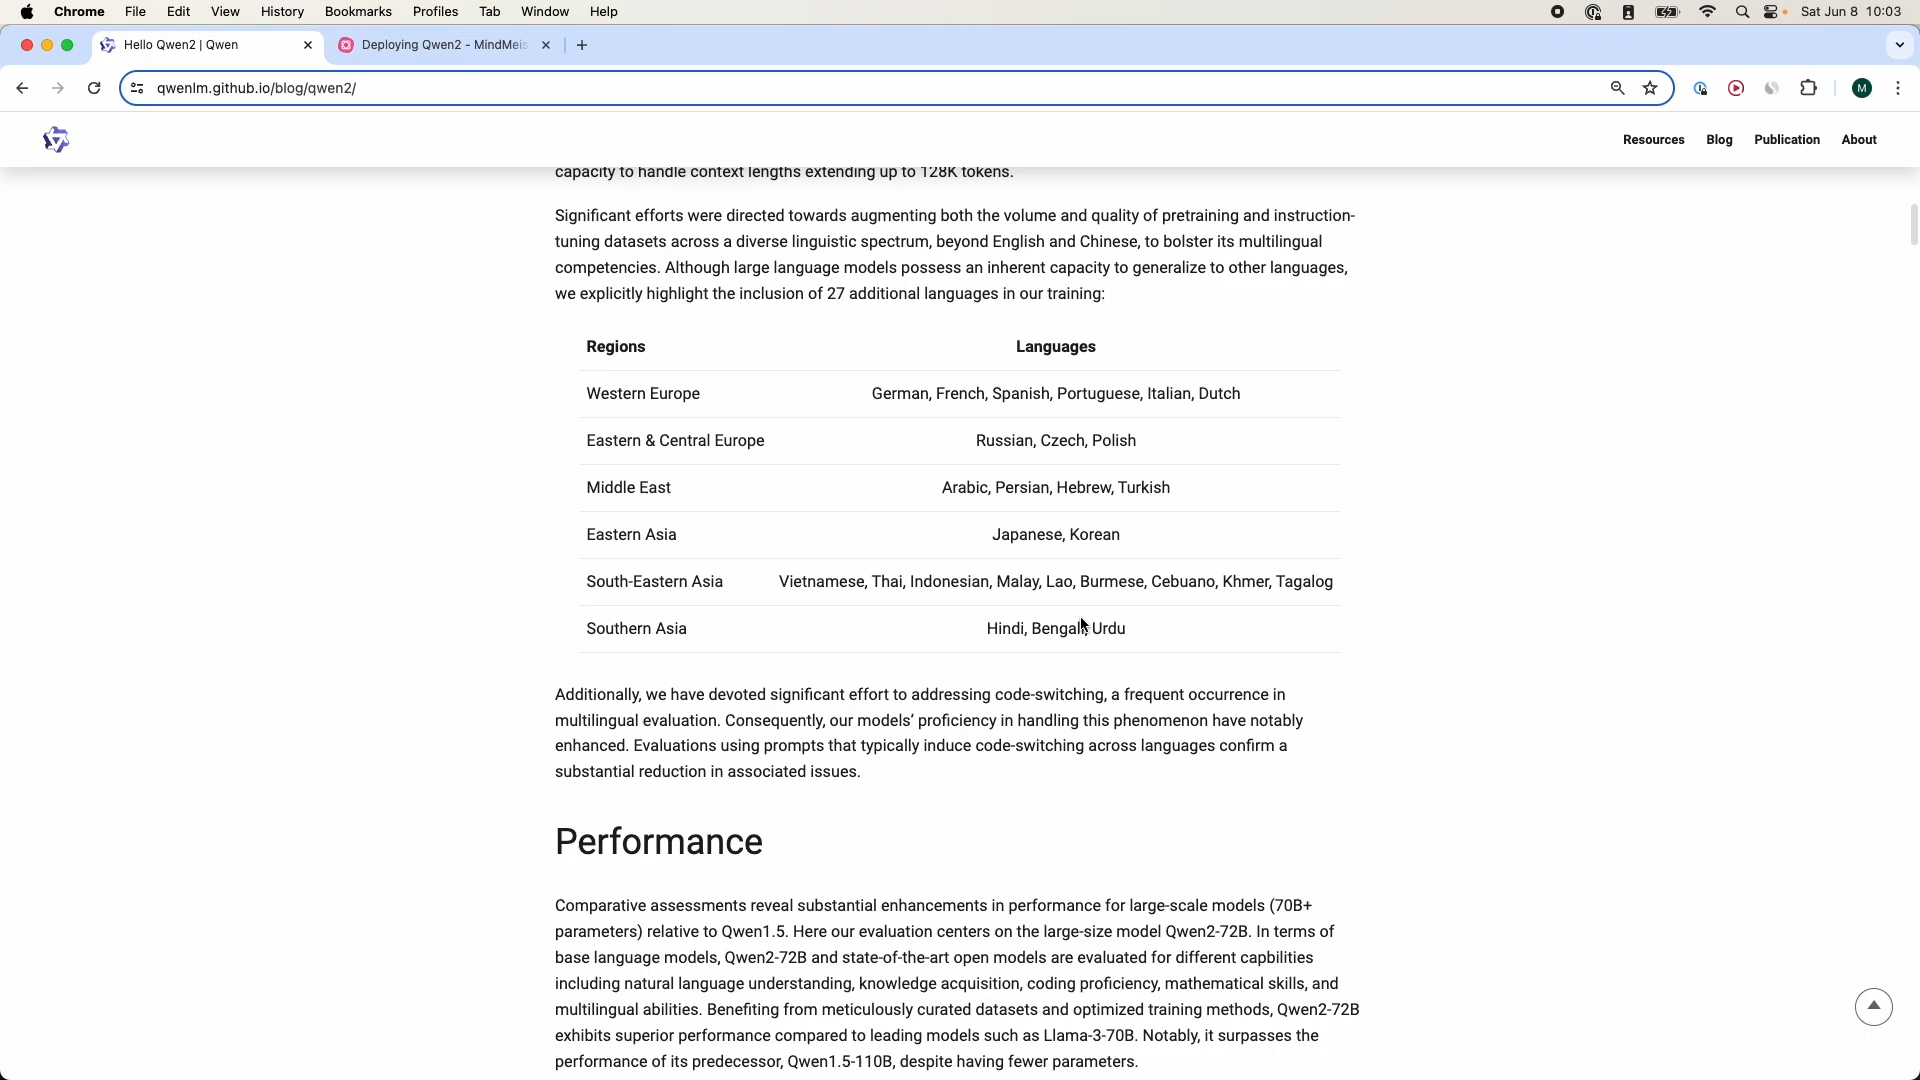 Chrome File Edit View History Bookmarks Profiles Tab Window Help Sat Jun 8 10:03
Hello Qwen2 | Qwen Deploying Qwen2 - MindMeis
qwenlm.github.io/blog/qwen2/ M
Resources Blog Publication About
capacity to handle context lengths extending up to 128K tokens.
Significant efforts were directed towards augmenting both the volume and quality of pretraining and instruction-
tuning datasets across a diverse linguistic spectrum, beyond English and Chinese, to bolster its multilingual
competencies. Although large language models possess an inherent capacity to generalize to other languages,
we explicitly highlight the inclusion of 27 additional languages in our training:
Regions Languages
Western Europe German, French, Spanish, Portuguese, Italian, Dutch
Eastern & Central Europe Russian, Czech, Polish
Middle East Arabic, Persian, Hebrew, Turkish
Eastern Asia Japanese, Korean
South-Eastern Asia Vietnamese, Thai, Indonesian, Malay, Lao, Burmese, Cebuano, Khmer, Tagalog
Southern Asia Hindi, Bengali, Urdu
Additionally, we have devoted significant effort to addressing code-switching, a frequent occurrence in
multilingual evaluation. Consequently, our models’ proficiency in handling this phenomenon have notably
enhanced. Evaluations using prompts that typically induce code-switching across languages confirm a
substantial reduction in associated issues.
Performance
Comparative assessments reveal substantial enhancements in performance for large-scale models (70B+
parameters) relative to Qwen1.5. Here our evaluation centers on the large-size model Qwen2-72B. In terms of
base language models, Qwen2-72B and state-of-the-art open models are evaluated for different capbilities
including natural language understanding, knowledge acquisition, coding proficiency, mathematical skills, and
multilingual abilities. Benefiting from meticulously curated datasets and optimized training methods, Qwen2-72B
exhibits superior performance compared to leading models such as Llama-3-70B. Notably, it surpasses the
performance of its predecessor, Qwen1.5-110B, despite having fewer parameters.